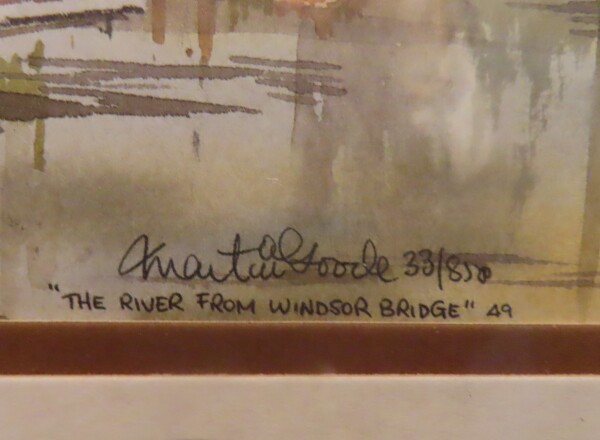 Martin Goode 33/850
"THE RIVER FROM WINDSOR BRIDGE" 49